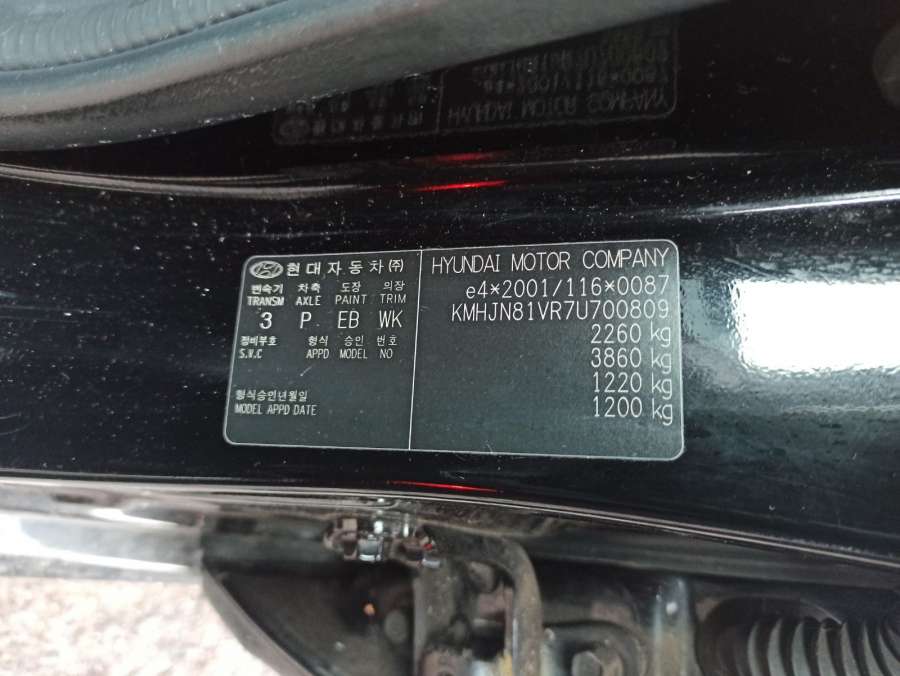 현대자동차(주)
변속기 차축 도장 의장
TRANSM AXLE PAINT TRIM
3 P EB WK
정비부호 형식 승인 번호
S.V.C APPD MODEL NO
형식승인년월일
MODEL APPD DATE
HYUNDAI MOTOR COMPANY
e4*2001/116*0087
KMHJN81VR7U700809
2260 kg
3860 kg
1220 kg
1200 kg